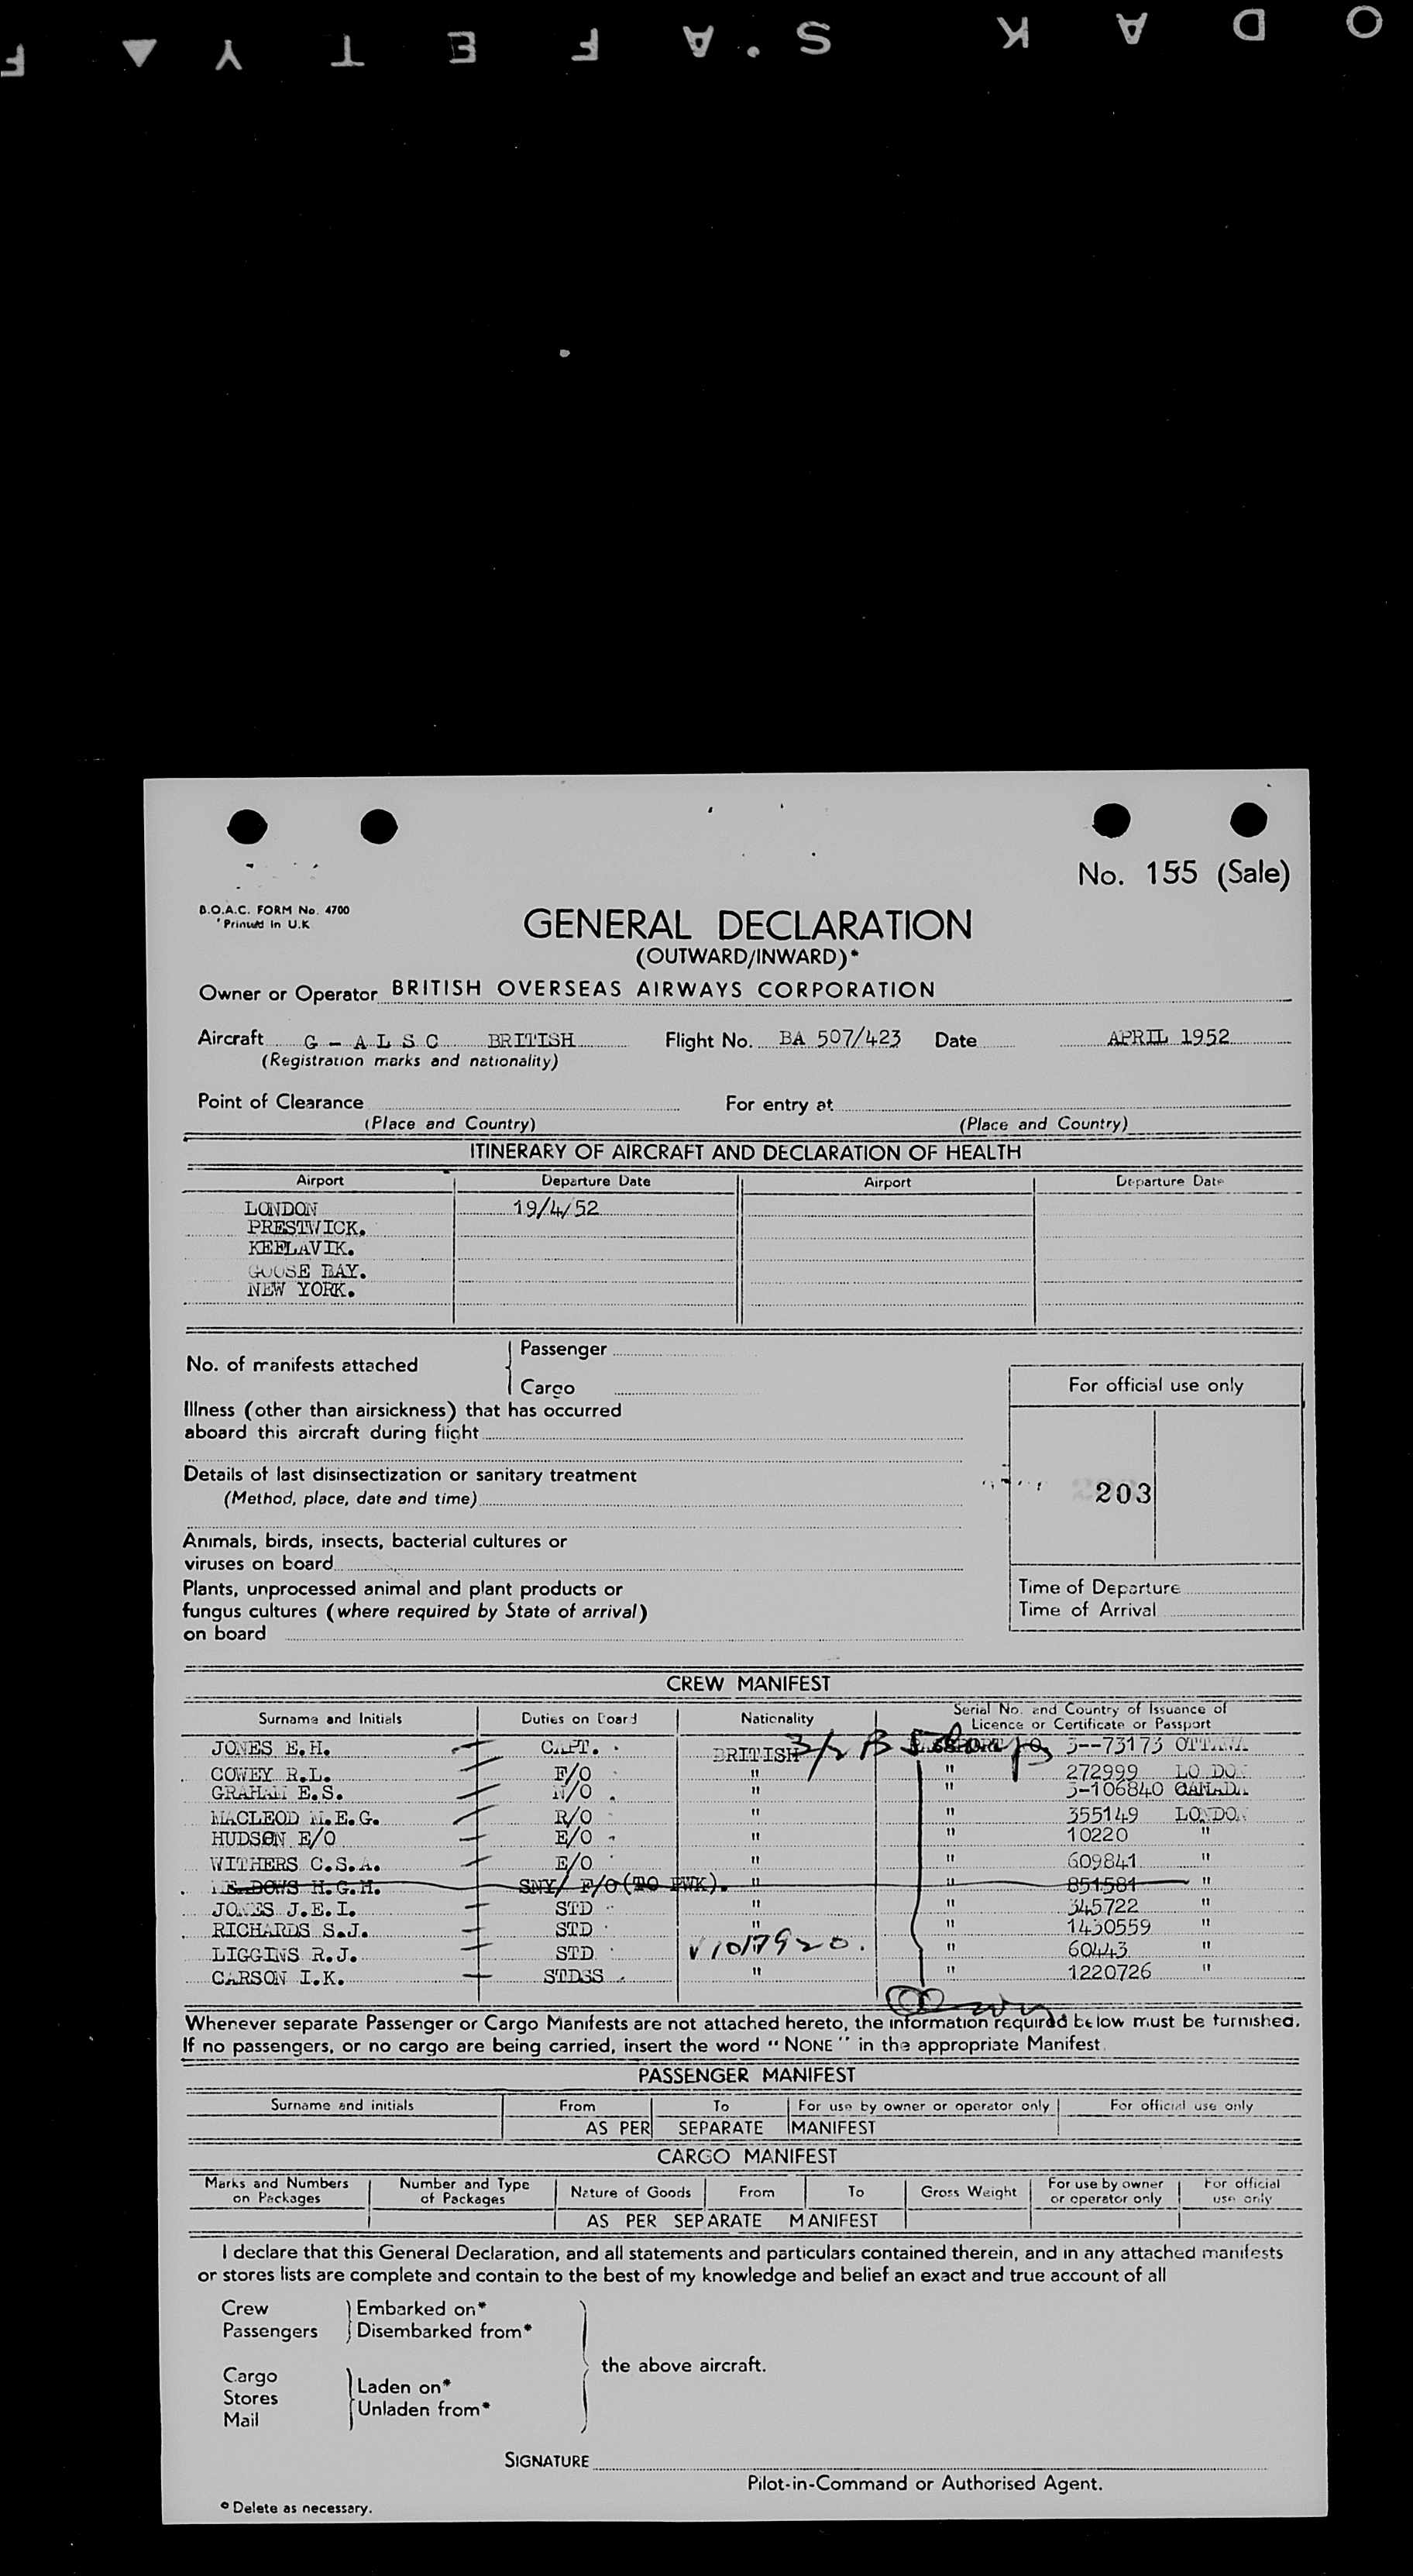 KODAK S'AFETY F
No. 155 (Sale)
B.O.A.C. FORM No. 4700
Printed in U.K
GENERAL DECLARATION
(OUTWARD/INWARD)*
Owner or Operator BRITISH OVERSEAS AIRWAYS CORPORATION
Aircraft G - A L S C BRITISH Flight No. BA 507/423 Date APRIL 1952
(Registration marks and nationality)
Point of Clearance For entry at
(Place and Country) (Place and Country)
ITINERARY OF AIRCRAFT AND DECLARATION OF HEALTH
Airport Departure Date Airport Departure Date
LONDON 19/4/52
PRESTWICK.
KEFLAVIK.
GOOSE BAY.
NEW YORK.
No. of manifests attached Passenger
Cargo
For official use only
Illness (other than airsickness) that has occurred
aboard this aircraft during flight
Details of last disinsectization or sanitary treatment
(Method, place, date and time)
203
Animals, birds, insects, bacterial cultures or
viruses on board
Plants, unprocessed animal and plant products or
fungus cultures (where required by State of arrival)
on board
Time of Departure
Time of Arrival
CREW MANIFEST
Surname and Initials Duties on Board Nationality Serial No. and Country of Issuance of Licence or Certificate or Passport
JONES E.H. CAPT. BRITISH 3--73173 OTTAWA
COWEY R.L. F/O " " 272999 LONDON
GRAHAM E.S. N/O " " 3-106840 CANADA
MACLEOD M.E.G. R/O " " 355149 LONDON
HUDSON E/O E/O " " 10220 "
WITHERS C.S.A. E/O " " 609841 "
MEADOWS H.G.H. SNY/ F/O (TO PWK). " " 851581 "
JONES J.E.I. STD " " 345722 "
RICHARDS S.J. STD " " 1430559 "
LIGGINS R.J. STD V1017920. " 60443 "
CARSON I.K. STDSS " " 1220726 "
Whenever separate Passenger or Cargo Manifests are not attached hereto, the information required below must be furnished.
If no passengers, or no cargo are being carried, insert the word "NONE" in the appropriate Manifest.
PASSENGER MANIFEST
Surname and initials From To For use by owner or operator only For official use only
AS PER SEPARATE MANIFEST
CARGO MANIFEST
Marks and Numbers on Packages Number and Type of Packages Nature of Goods From To Gross Weight For use by owner or operator only For official use only
AS PER SEPARATE MANIFEST
I declare that this General Declaration, and all statements and particulars contained therein, and in any attached manifests
or stores lists are complete and contain to the best of my knowledge and belief an exact and true account of all
Crew Embarked on*
Passengers Disembarked from*
the above aircraft.
Cargo Laden on*
Stores
Unladen from*
Mail
SIGNATURE
Pilot-in-Command or Authorised Agent.
* Delete as necessary.